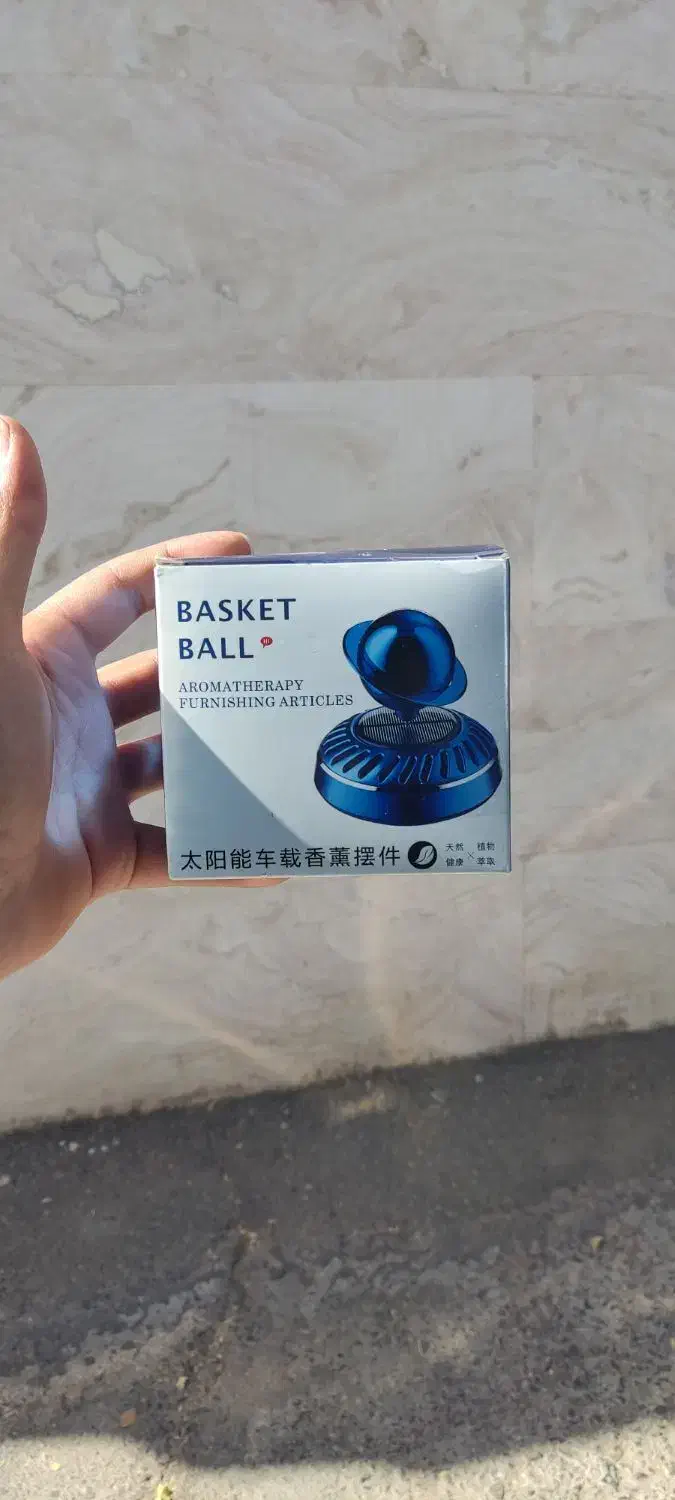 BASKET
BALL Hi
AROMATHERAPY
FURNISHING ARTICLES
太阳能车载香薰摆件
天然 × 植物
健康 萃取